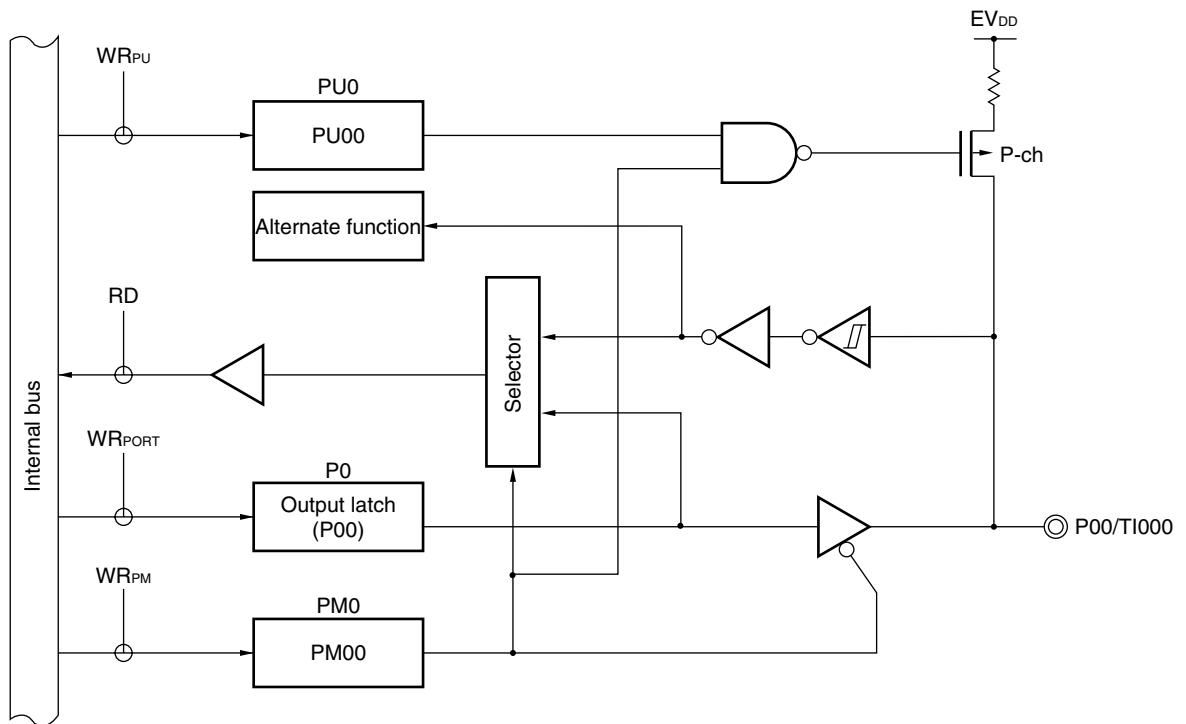 EVDD
WRPU
PU0
PU00
P-ch
Alternate function
RD
Selector
Internal bus
WRPORT
P0
Output latch
(P00)
P00/TI000
WRPM
PM0
PM00